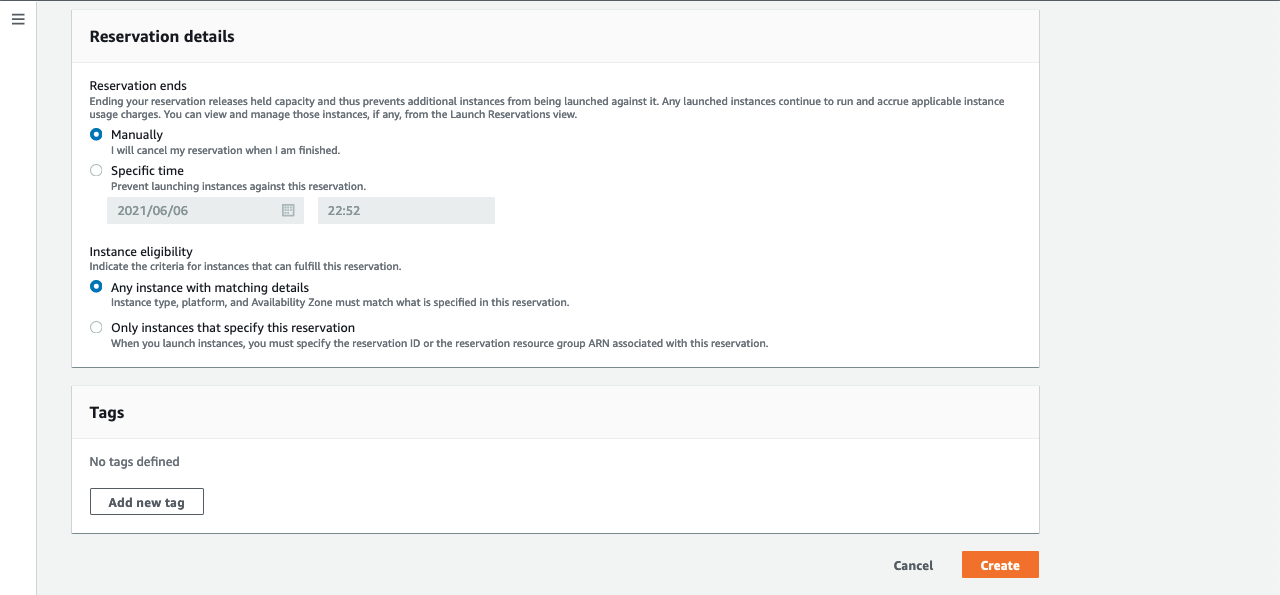 Reservation details
Reservation ends
Ending your reservation releases held capacity and thus prevents additional instances from being launched against it. Any launched instances continue to run and accrue applicable instance
usage charges. You can view and manage those instances, if any, from the Launch Reservations view.
Manually
I will cancel my reservation when I am finished.
Specific time
Prevent launching instances against this reservation.
2021/06/06 22:52
Instance eligibility
Indicate the criteria for instances that can fulfill this reservation.
Any instance with matching details
Instance type, platform, and Availability Zone must match what is specified in this reservation.
Only instances that specify this reservation
When you launch instances, you must specify the reservation ID or the reservation resource group ARN associated with this reservation.
Tags
No tags defined
Add new tag
Cancel Create